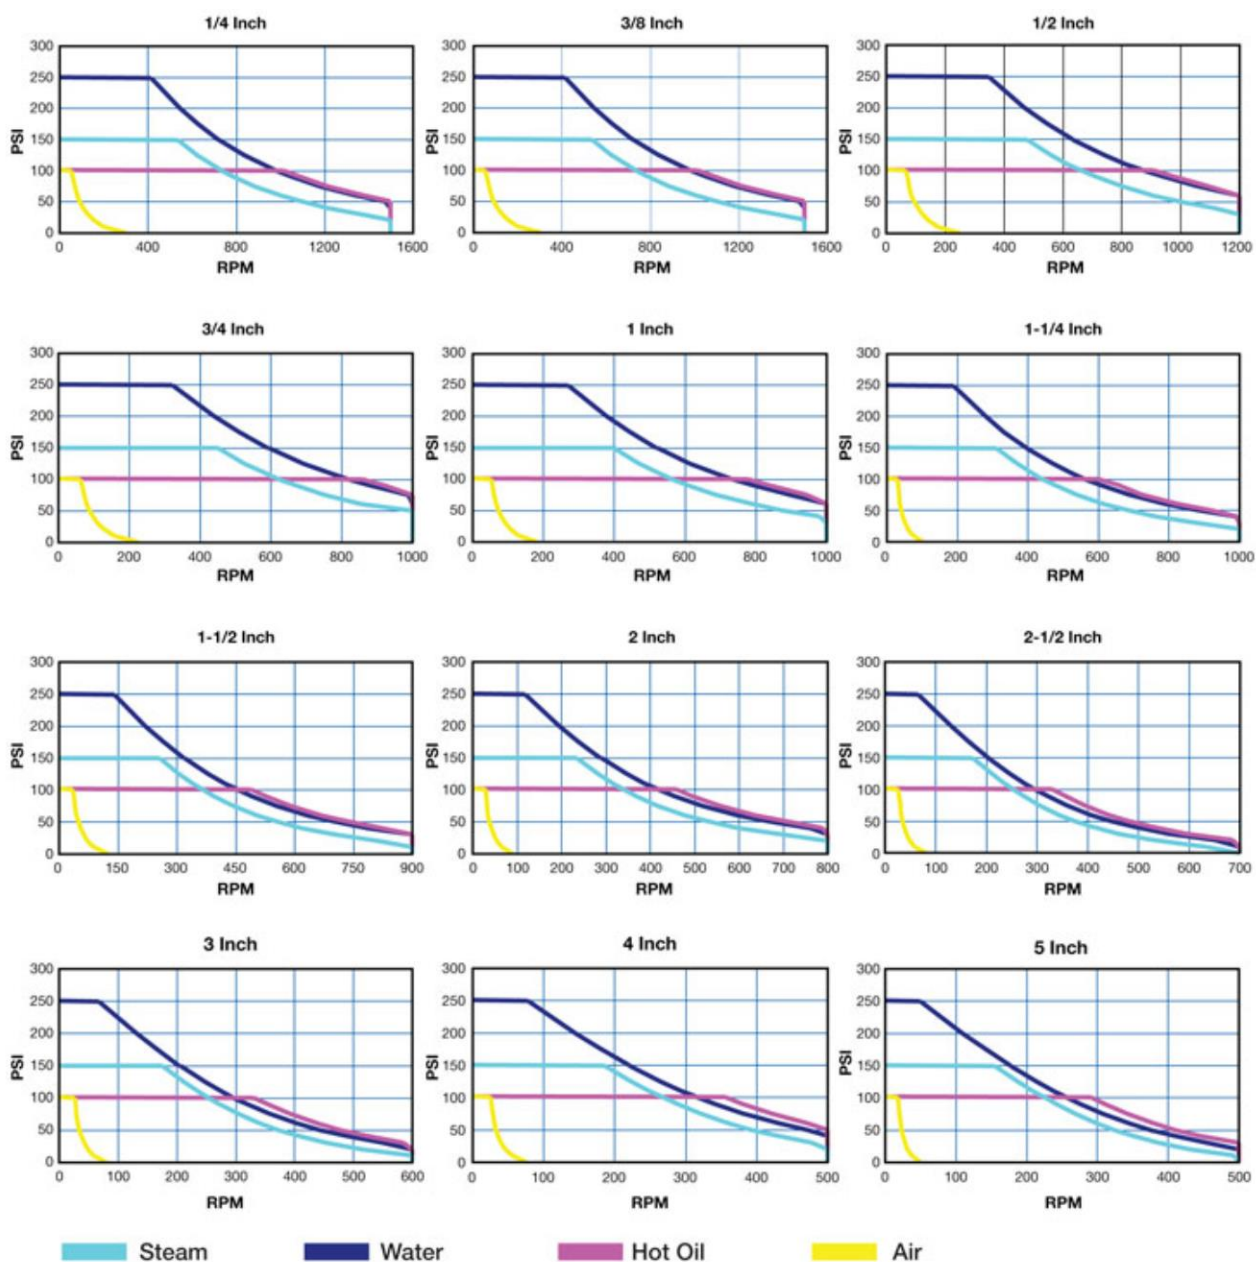 1/4 Inch 3/8 Inch 1/2 Inch
300 300 300
250 250 250
200 200 200
PSI 150 PSI 150 PSI 150
100 100 100
50 50 50
0 0 0
0 400 800 1200 1600 0 400 800 1200 1600 0 200 400 600 800 1000 1200
RPM RPM RPM
3/4 Inch 1 Inch 1-1/4 Inch
300 300 300
250 250 250
200 200 200
PSI 150 PSI 150 PSI 150
100 100 100
50 50 50
0 0 0
0 200 400 600 800 1000 0 200 400 600 800 1000 0 200 400 600 800 1000
RPM RPM RPM
1-1/2 Inch 2 Inch 2-1/2 Inch
300 300 300
250 250 250
200 200 200
PSI 150 PSI 150 PSI 150
100 100 100
50 50 50
0 0 0
0 150 300 450 600 750 900 0 100 200 300 400 500 600 700 800 0 100 200 300 400 500 600 700
RPM RPM RPM
3 Inch 4 Inch 5 Inch
300 300 300
250 250 250
200 200 200
PSI 150 PSI 150 PSI 150
100 100 100
50 50 50
0 0 0
0 100 200 300 400 500 600 0 100 200 300 400 500 0 100 200 300 400 500
RPM RPM RPM
Steam Water Hot Oil Air